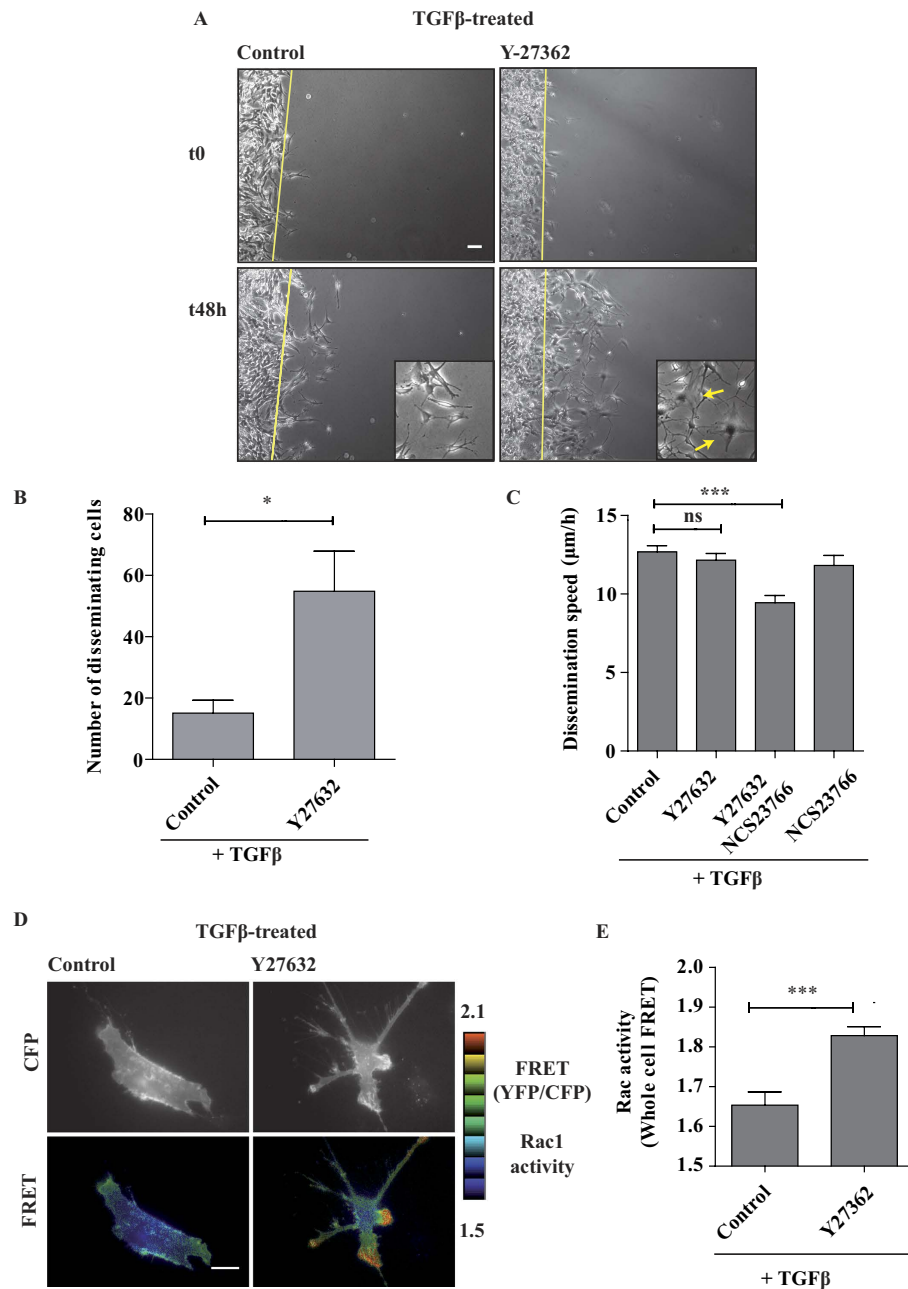 A
TGFβ-treated
Control
Y-27362
t0
t48h
B
Number of disseminating cells
80
60
40
20
0
*
Control
Y27632
+ TGFβ
C
Dissemination speed (μm/h)
15
10
5
0
***
ns
Control
Y27632
Y27632
NCS23766
NCS23766
+ TGFβ
D
TGFβ-treated
Control
Y27632
CFP
FRET
2.1
FRET
(YFP/CFP)
Rac1
activity
1.5
E
Rac activity
(Whole cell FRET)
2.0
1.9
1.8
1.7
1.6
1.5
***
Control
Y27362
+ TGFβ